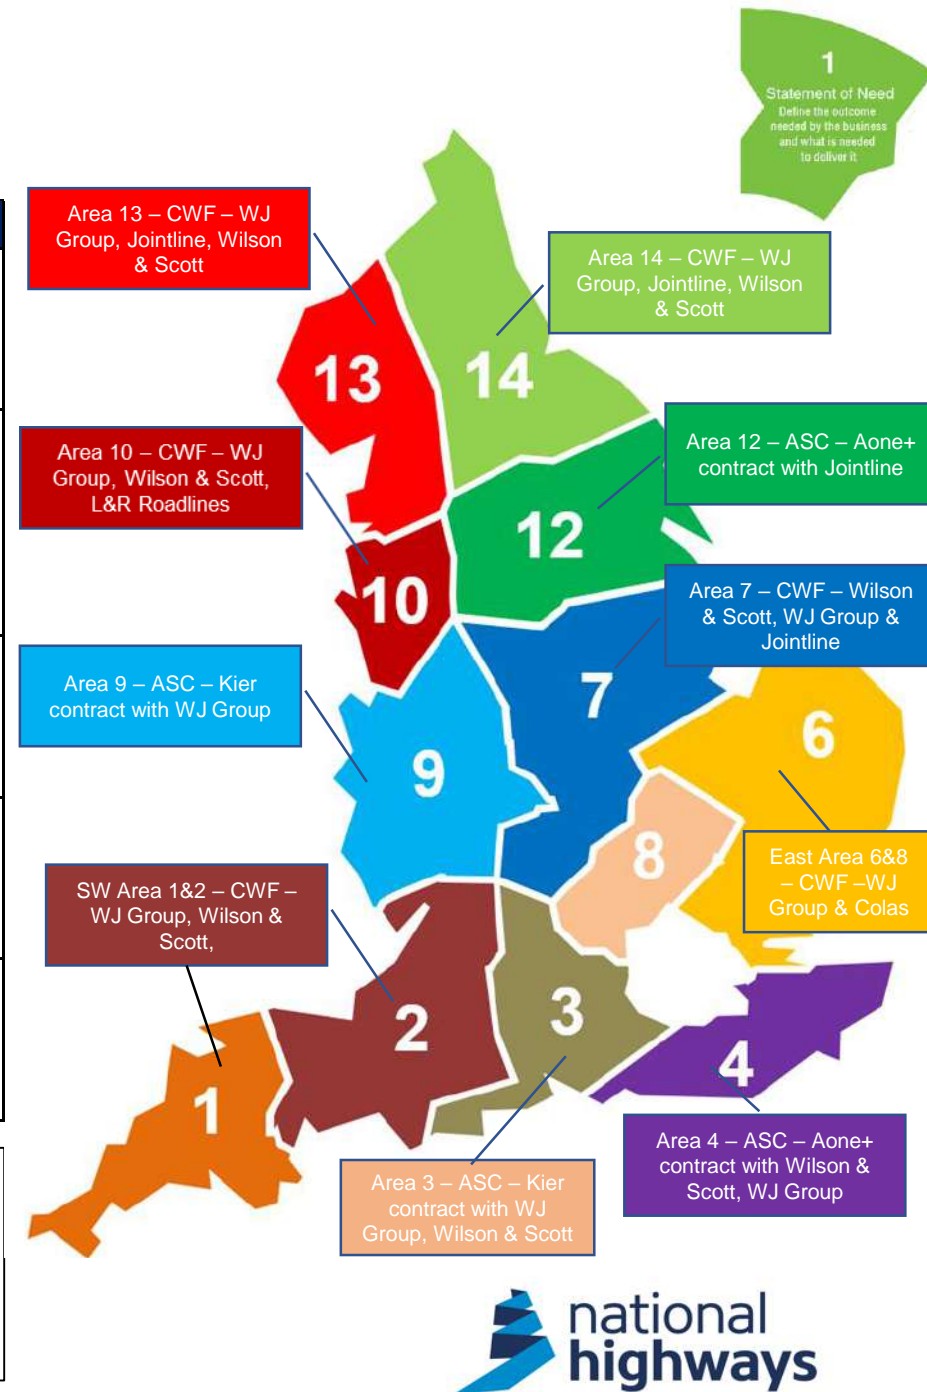 1
Statement of Need
Define the outcome
needed by the business
and what is needed
to deliver it
Area 13 – CWF – WJ
Group, Jointline, Wilson
& Scott
Area 14 – CWF – WJ
Group, Jointline, Wilson
& Scott
13
14
Area 10 – CWF – WJ
Group, Wilson & Scott,
L&R Roadlines
Area 12 – ASC – Aone+
contract with Jointline
12
10
Area 7 – CWF – Wilson
& Scott, WJ Group &
Jointline
Area 9 – ASC – Kier
contract with WJ Group
7
6
9
8
East Area 6&8
– CWF –WJ
Group & Colas
SW Area 1&2 – CWF –
WJ Group, Wilson &
Scott,
2
3
4
1
Area 4 – ASC – Aone+
contract with Wilson &
Scott, WJ Group
Area 3 – ASC – Kier
contract with WJ
Group, Wilson & Scott
national
highways